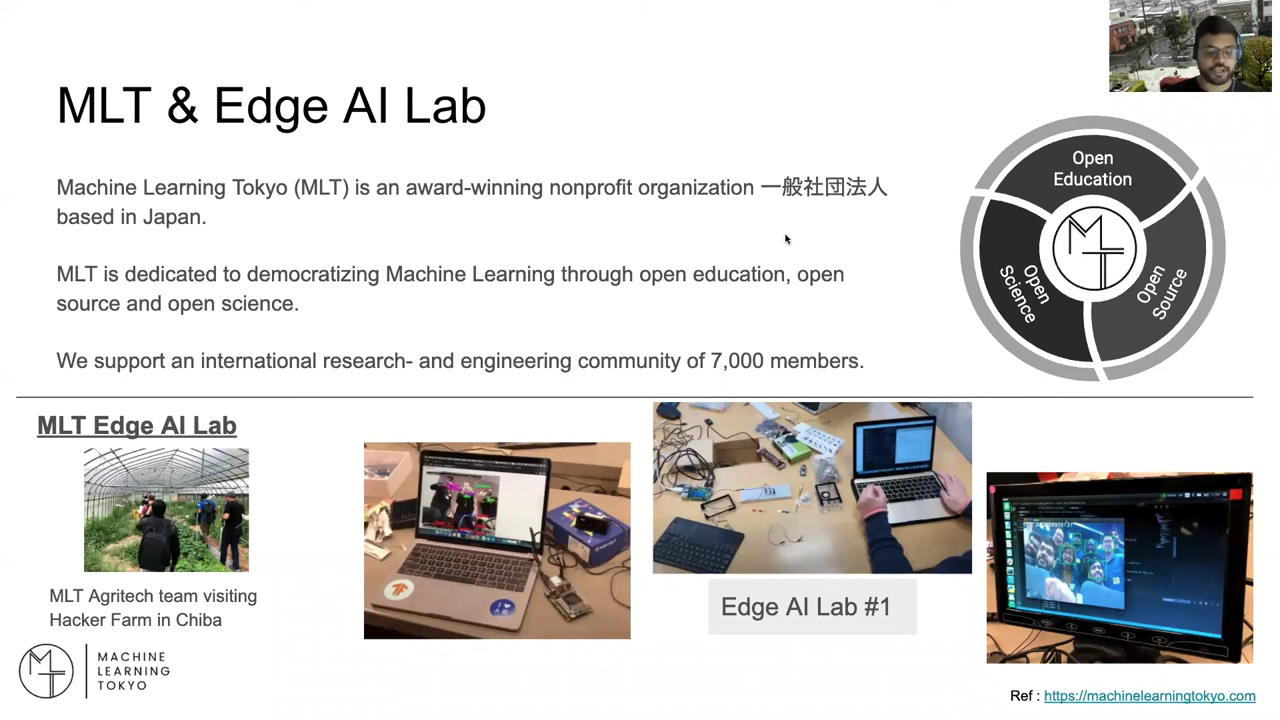 MLT & Edge AI Lab
Machine Learning Tokyo (MLT) is an award-winning nonprofit organization 一般社団法人
based in Japan.
MLT is dedicated to democratizing Machine Learning through open education, open
source and open science.
We support an international research- and engineering community of 7,000 members.
Open
Education
Open
Science
Open
Source
MLT
MLT Edge AI Lab
MLT Agritech team visiting
Hacker Farm in Chiba
Edge AI Lab #1
MLT
MACHINE
LEARNING
TOKYO
Ref : https://machinelearningtokyo.com